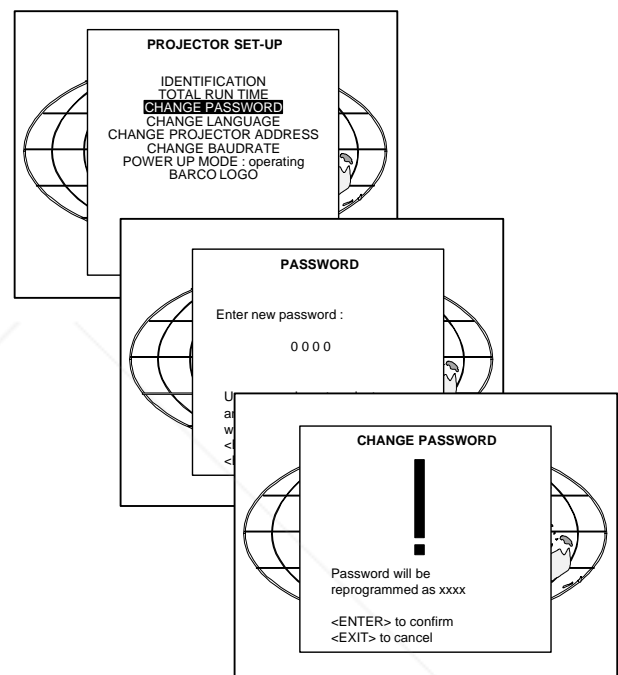 PROJECTOR SET-UP
IDENTIFICATION
TOTAL RUN TIME
CHANGE PASSWORD
CHANGE LANGUAGE
CHANGE PROJECTOR ADDRESS
CHANGE BAUDRATE
POWER UP MODE : operating
BARCO LOGO
PASSWORD
Enter new password :
0 0 0 0
CHANGE PASSWORD
!
Password will be
reprogrammed as xxxx
<ENTER> to confirm
<EXIT> to cancel